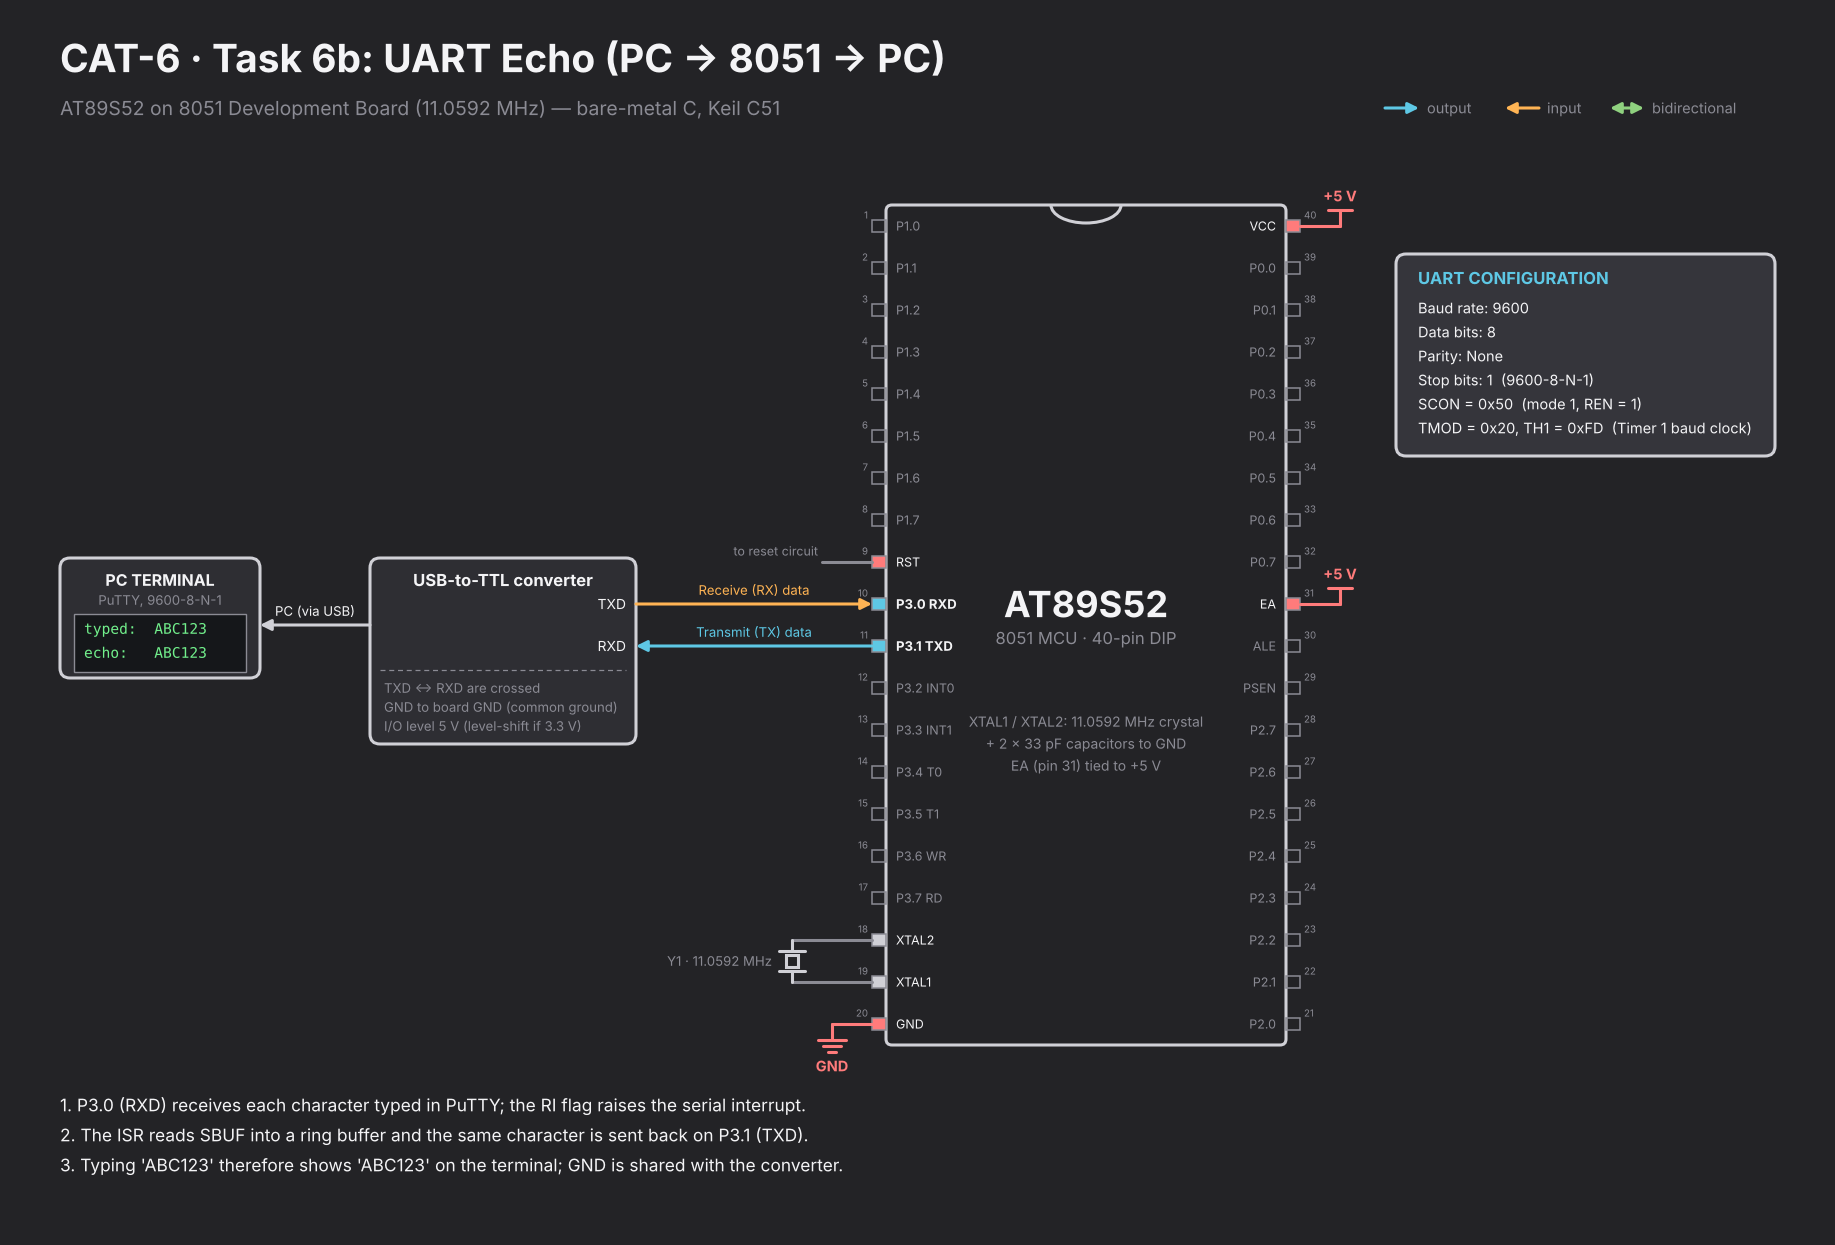 CAT-6 · Task 6b: UART Echo (PC → 8051 → PC)
AT89S52 on 8051 Development Board (11.0592 MHz) — bare-metal C, Keil C51
output
input
bidirectional
PC TERMINAL
PuTTY, 9600-8-N-1
typed: ABC123
echo: ABC123
PC (via USB)
USB-to-TTL converter
TXD
RXD
TXD ↔ RXD are crossed
GND to board GND (common ground)
I/O level 5 V (level-shift if 3.3 V)
to reset circuit
Receive (RX) data
Transmit (TX) data
Y1 · 11.0592 MHz
GND
1 P1.0
2 P1.1
3 P1.2
4 P1.3
5 P1.4
6 P1.5
7 P1.6
8 P1.7
9 RST
10 P3.0 RXD
11 P3.1 TXD
12 P3.2 INT0
13 P3.3 INT1
14 P3.4 T0
15 P3.5 T1
16 P3.6 WR
17 P3.7 RD
18 XTAL2
19 XTAL1
20 GND
AT89S52
8051 MCU · 40-pin DIP
XTAL1 / XTAL2: 11.0592 MHz crystal
+ 2 × 33 pF capacitors to GND
EA (pin 31) tied to +5 V
+5 V
VCC 40
P0.0 39
P0.1 38
P0.2 37
P0.3 36
P0.4 35
P0.5 34
P0.6 33
P0.7 32
+5 V
EA 31
ALE 30
PSEN 29
P2.7 28
P2.6 27
P2.5 26
P2.4 25
P2.3 24
P2.2 23
P2.1 22
P2.0 21
UART CONFIGURATION
Baud rate: 9600
Data bits: 8
Parity: None
Stop bits: 1 (9600-8-N-1)
SCON = 0x50 (mode 1, REN = 1)
TMOD = 0x20, TH1 = 0xFD (Timer 1 baud clock)
1. P3.0 (RXD) receives each character typed in PuTTY; the RI flag raises the serial interrupt.
2. The ISR reads SBUF into a ring buffer and the same character is sent back on P3.1 (TXD).
3. Typing 'ABC123' therefore shows 'ABC123' on the terminal; GND is shared with the converter.